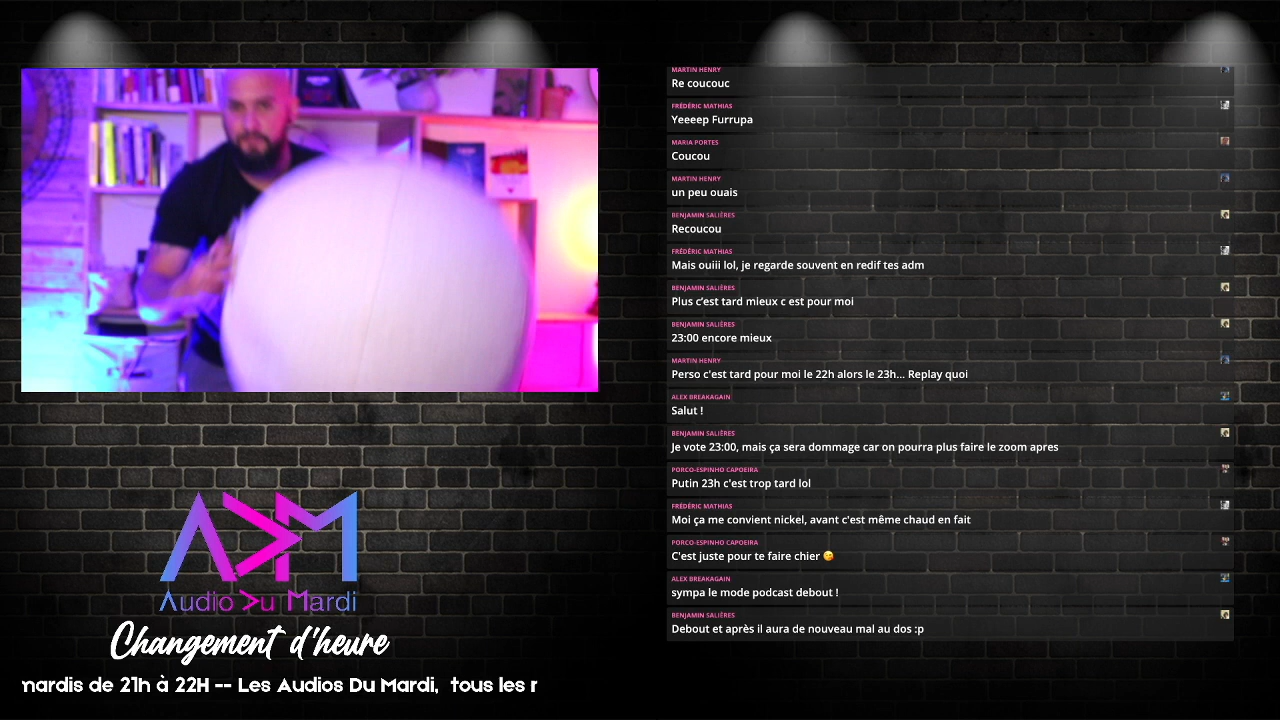 ADM
Audio Du Mardi
Changement d'heure
mardis de 21h à 22H -- Les Audios Du Mardi, tous les r
MARTIN HENRY
Re coucouc
FRÉDÉRIC MATHIAS
Yeeeep Furrupa
MARIA PORTES
Coucou
MARTIN HENRY
un peu ouais
BENJAMIN SALIÈRES
Recoucou
FRÉDÉRIC MATHIAS
Mais ouiii lol, je regarde souvent en redif tes adm
BENJAMIN SALIÈRES
Plus c'est tard mieux c est pour moi
BENJAMIN SALIÈRES
23:00 encore mieux
MARTIN HENRY
Perso c'est tard pour moi le 22h alors le 23h... Replay quoi
ALEX BREAKAGAIN
Salut !
BENJAMIN SALIÈRES
Je vote 23:00, mais ça sera dommage car on pourra plus faire le zoom apres
PORCO-ESPINHO CAPOEIRA
Putin 23h c'est trop tard lol
FRÉDÉRIC MATHIAS
Moi ça me convient nickel, avant c'est même chaud en fait
PORCO-ESPINHO CAPOEIRA
C'est juste pour te faire chier 😘
ALEX BREAKAGAIN
sympa le mode podcast debout !
BENJAMIN SALIÈRES
Debout et après il aura de nouveau mal au dos :p